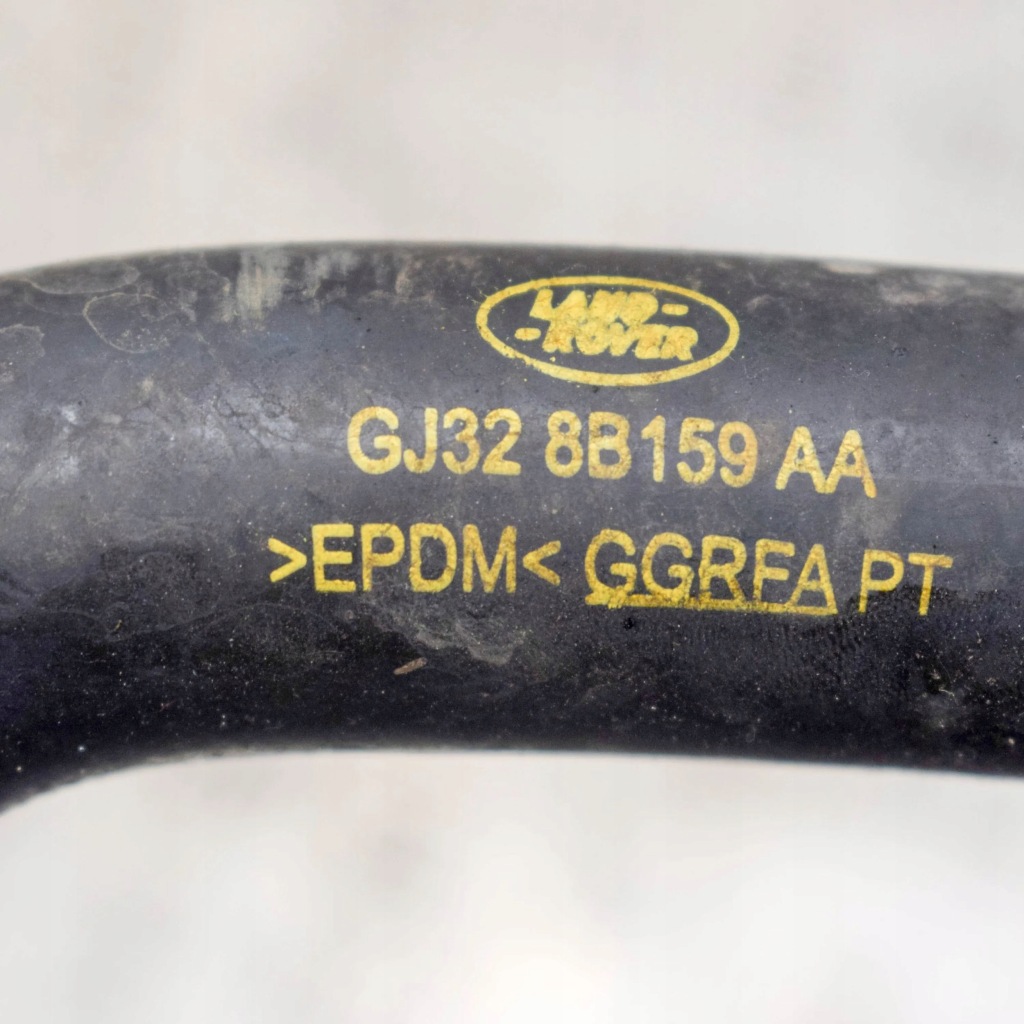 LAND-
-ROVER
GJ32 8B159 AA
>EPDM< GGRFA PT